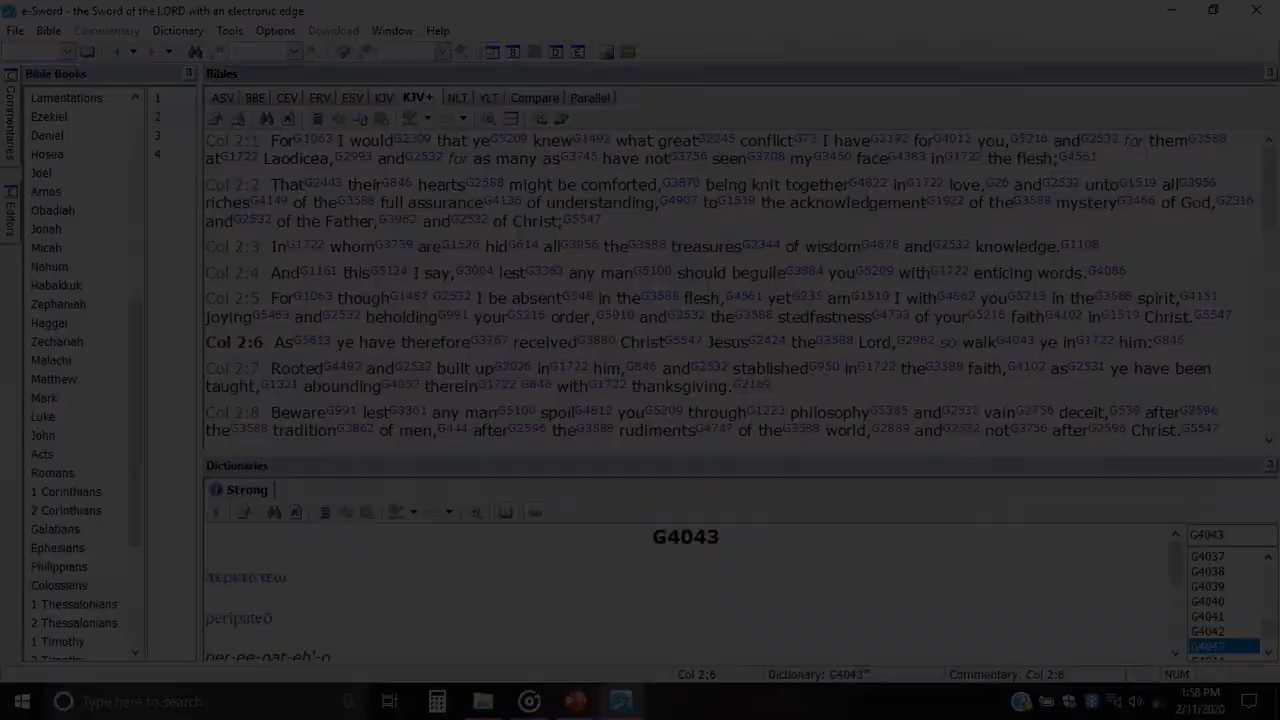 e-Sword - the Sword of the LORD with an electronic edge
File Bible Commentary Dictionary Tools Options Download Window Help
Bible Books
Lamentations
Ezekiel
Daniel
Hosea
Joel
Amos
Obadiah
Jonah
Micah
Nahum
Habakkuk
Zephaniah
Haggai
Zechariah
Malachi
Matthew
Mark
Luke
John
Acts
Romans
1 Corinthians
2 Corinthians
Galatians
Ephesians
Philippians
Colossians
1 Thessalonians
2 Thessalonians
1 Timothy
1
2
3
4
Commentaries
Editors
Bibles
ASV BBE CEV ERV ESV KJV KJV+ NLT YLT Compare Parallel
Col 2:1 ForG1063 I wouldG2309 that yeG5209 knewG1492 what greatG2245 conflictG73 I haveG2192 forG4012 you,G5216 andG2532 for themG3588
atG1722 Laodicea,G2993 andG2532 for as many asG3745 have notG3756 seenG3708 myG3450 faceG4383 inG1722 the flesh;G4561
Col 2:2 ThatG2443 theirG846 heartsG2588 might be comforted,G3870 being knit togetherG4822 inG1722 love,G26 andG2532 untoG1519 allG3956
richesG4149 of theG3588 full assuranceG4136 of understanding,G4907 toG1519 the acknowledgementG1922 of theG3588 mysteryG3466 of God,G2316
andG2532 of the Father,G3962 andG2532 of Christ;G5547
Col 2:3 InG1722 whomG3739 areG1526 hidG614 allG3956 theG3588 treasuresG2344 of wisdomG4678 andG2532 knowledge.G1108
Col 2:4 AndG1161 thisG5124 I say,G3004 lestG3363 any manG5100 should beguileG3884 youG5209 withG1722 enticing words.G4086
Col 2:5 ForG1063 thoughG1487 G2532 I be absentG548 in theG3588 flesh,G4561 yetG235 amG1510 I withG4862 youG5213 in theG3588 spirit,G4151
joyingG5463 andG2532 beholdingG991 yourG5216 order,G5010 andG2532 theG3588 stedfastnessG4733 of yourG5216 faithG4102 inG1519 Christ.G5547
Col 2:6 AsG5613 ye have thereforeG3767 receivedG3880 ChristG5547 JesusG2424 theG3588 Lord,G2962 so walkG4043 ye inG1722 him:G846
Col 2:7 RootedG4492 andG2532 built upG2026 inG1722 him,G846 andG2532 stablishedG950 inG1722 theG3588 faith,G4102 asG2531 ye have been
taught,G1321 aboundingG4052 thereinG1722 G846 withG1722 thanksgiving.G2169
Col 2:8 BewareG991 lestG3361 any manG5100 spoilG4812 youG5209 throughG1223 philosophyG5385 andG2532 vainG2756 deceit,G539 afterG2596
theG3588 traditionG3862 of men,G444 afterG2596 theG3588 rudimentsG4747 of theG3588 world,G2889 andG2532 notG3756 afterG2596 Christ.G5547
Dictionaries
Strong
G4043
περιπατέω
peripateō
per-ee-pat-eh'-o
G4043
G4037
G4038
G4039
G4040
G4041
G4042
G4043
Col 2:6 Dictionary: G4043" Commentary: Col 2:6 NUM
Type here to search
1:58 PM
2/11/2020